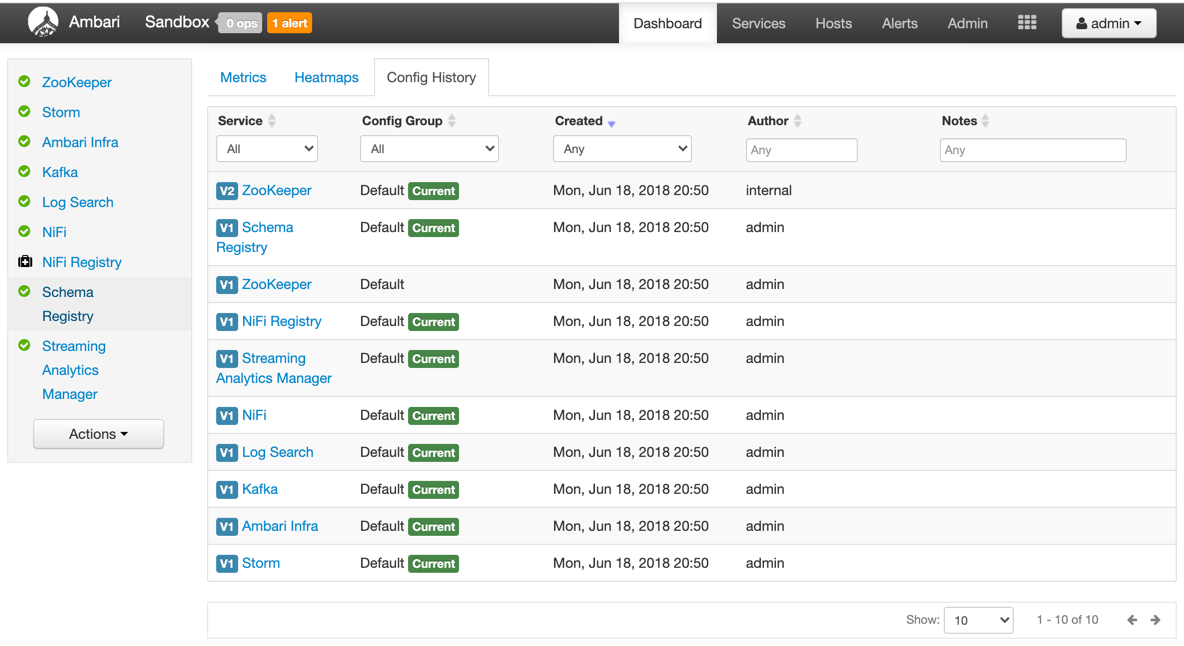 Ambari Sandbox 0 ops 1 alert Dashboard Services Hosts Alerts Admin admin
ZooKeeper
Storm
Ambari Infra
Kafka
Log Search
NiFi
NiFi Registry
Schema
Registry
Streaming
Analytics
Manager
Actions
Metrics Heatmaps Config History
Service Config Group Created Author Notes
All All Any Any Any
V2 ZooKeeper Default Current Mon, Jun 18, 2018 20:50 internal
V1 Schema Default Current Mon, Jun 18, 2018 20:50 admin
Registry
V1 ZooKeeper Default Mon, Jun 18, 2018 20:50 admin
V1 NiFi Registry Default Current Mon, Jun 18, 2018 20:50 admin
V1 Streaming Default Current Mon, Jun 18, 2018 20:50 admin
Analytics Manager
V1 NiFi Default Current Mon, Jun 18, 2018 20:50 admin
V1 Log Search Default Current Mon, Jun 18, 2018 20:50 admin
V1 Kafka Default Current Mon, Jun 18, 2018 20:50 admin
V1 Ambari Infra Default Current Mon, Jun 18, 2018 20:50 admin
V1 Storm Default Current Mon, Jun 18, 2018 20:50 admin
Show: 10 1 - 10 of 10